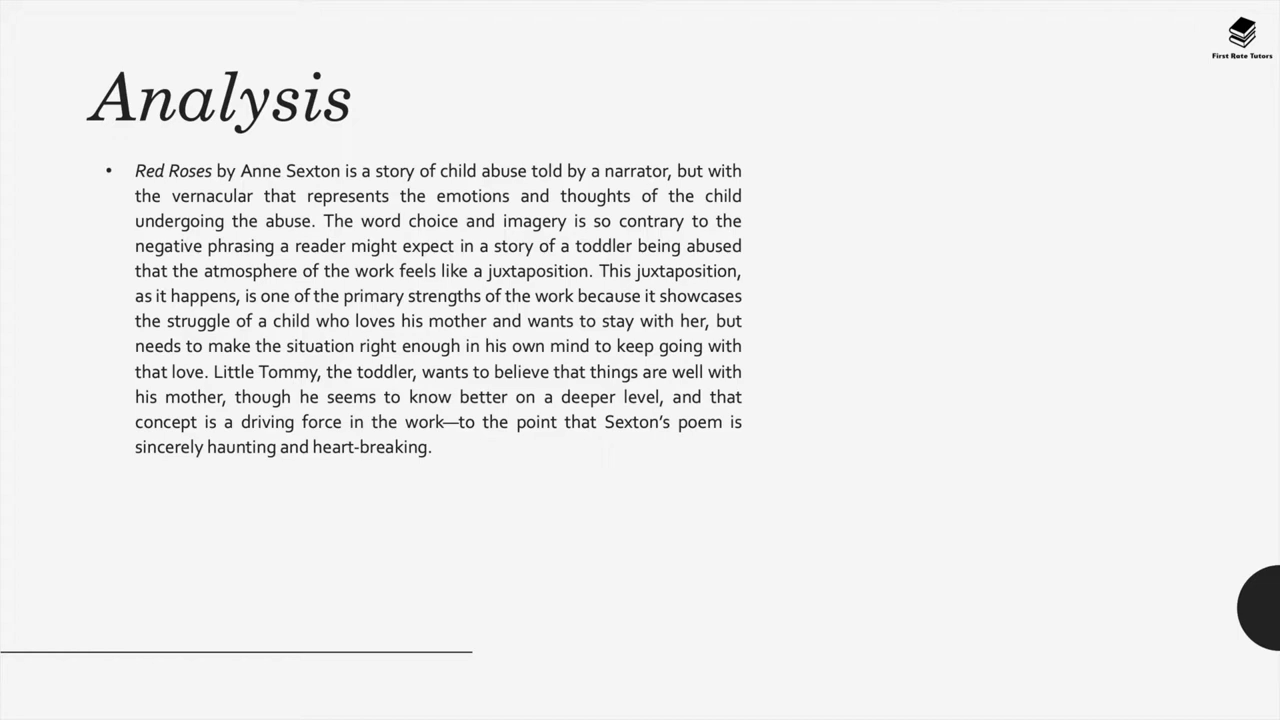 First Rate Tutors
Analysis
• Red Roses by Anne Sexton is a story of child abuse told by a narrator, but with
the vernacular that represents the emotions and thoughts of the child
undergoing the abuse. The word choice and imagery is so contrary to the
negative phrasing a reader might expect in a story of a toddler being abused
that the atmosphere of the work feels like a juxtaposition. This juxtaposition,
as it happens, is one of the primary strengths of the work because it showcases
the struggle of a child who loves his mother and wants to stay with her, but
needs to make the situation right enough in his own mind to keep going with
that love. Little Tommy, the toddler, wants to believe that things are well with
his mother, though he seems to know better on a deeper level, and that
concept is a driving force in the work—to the point that Sexton’s poem is
sincerely haunting and heart-breaking.